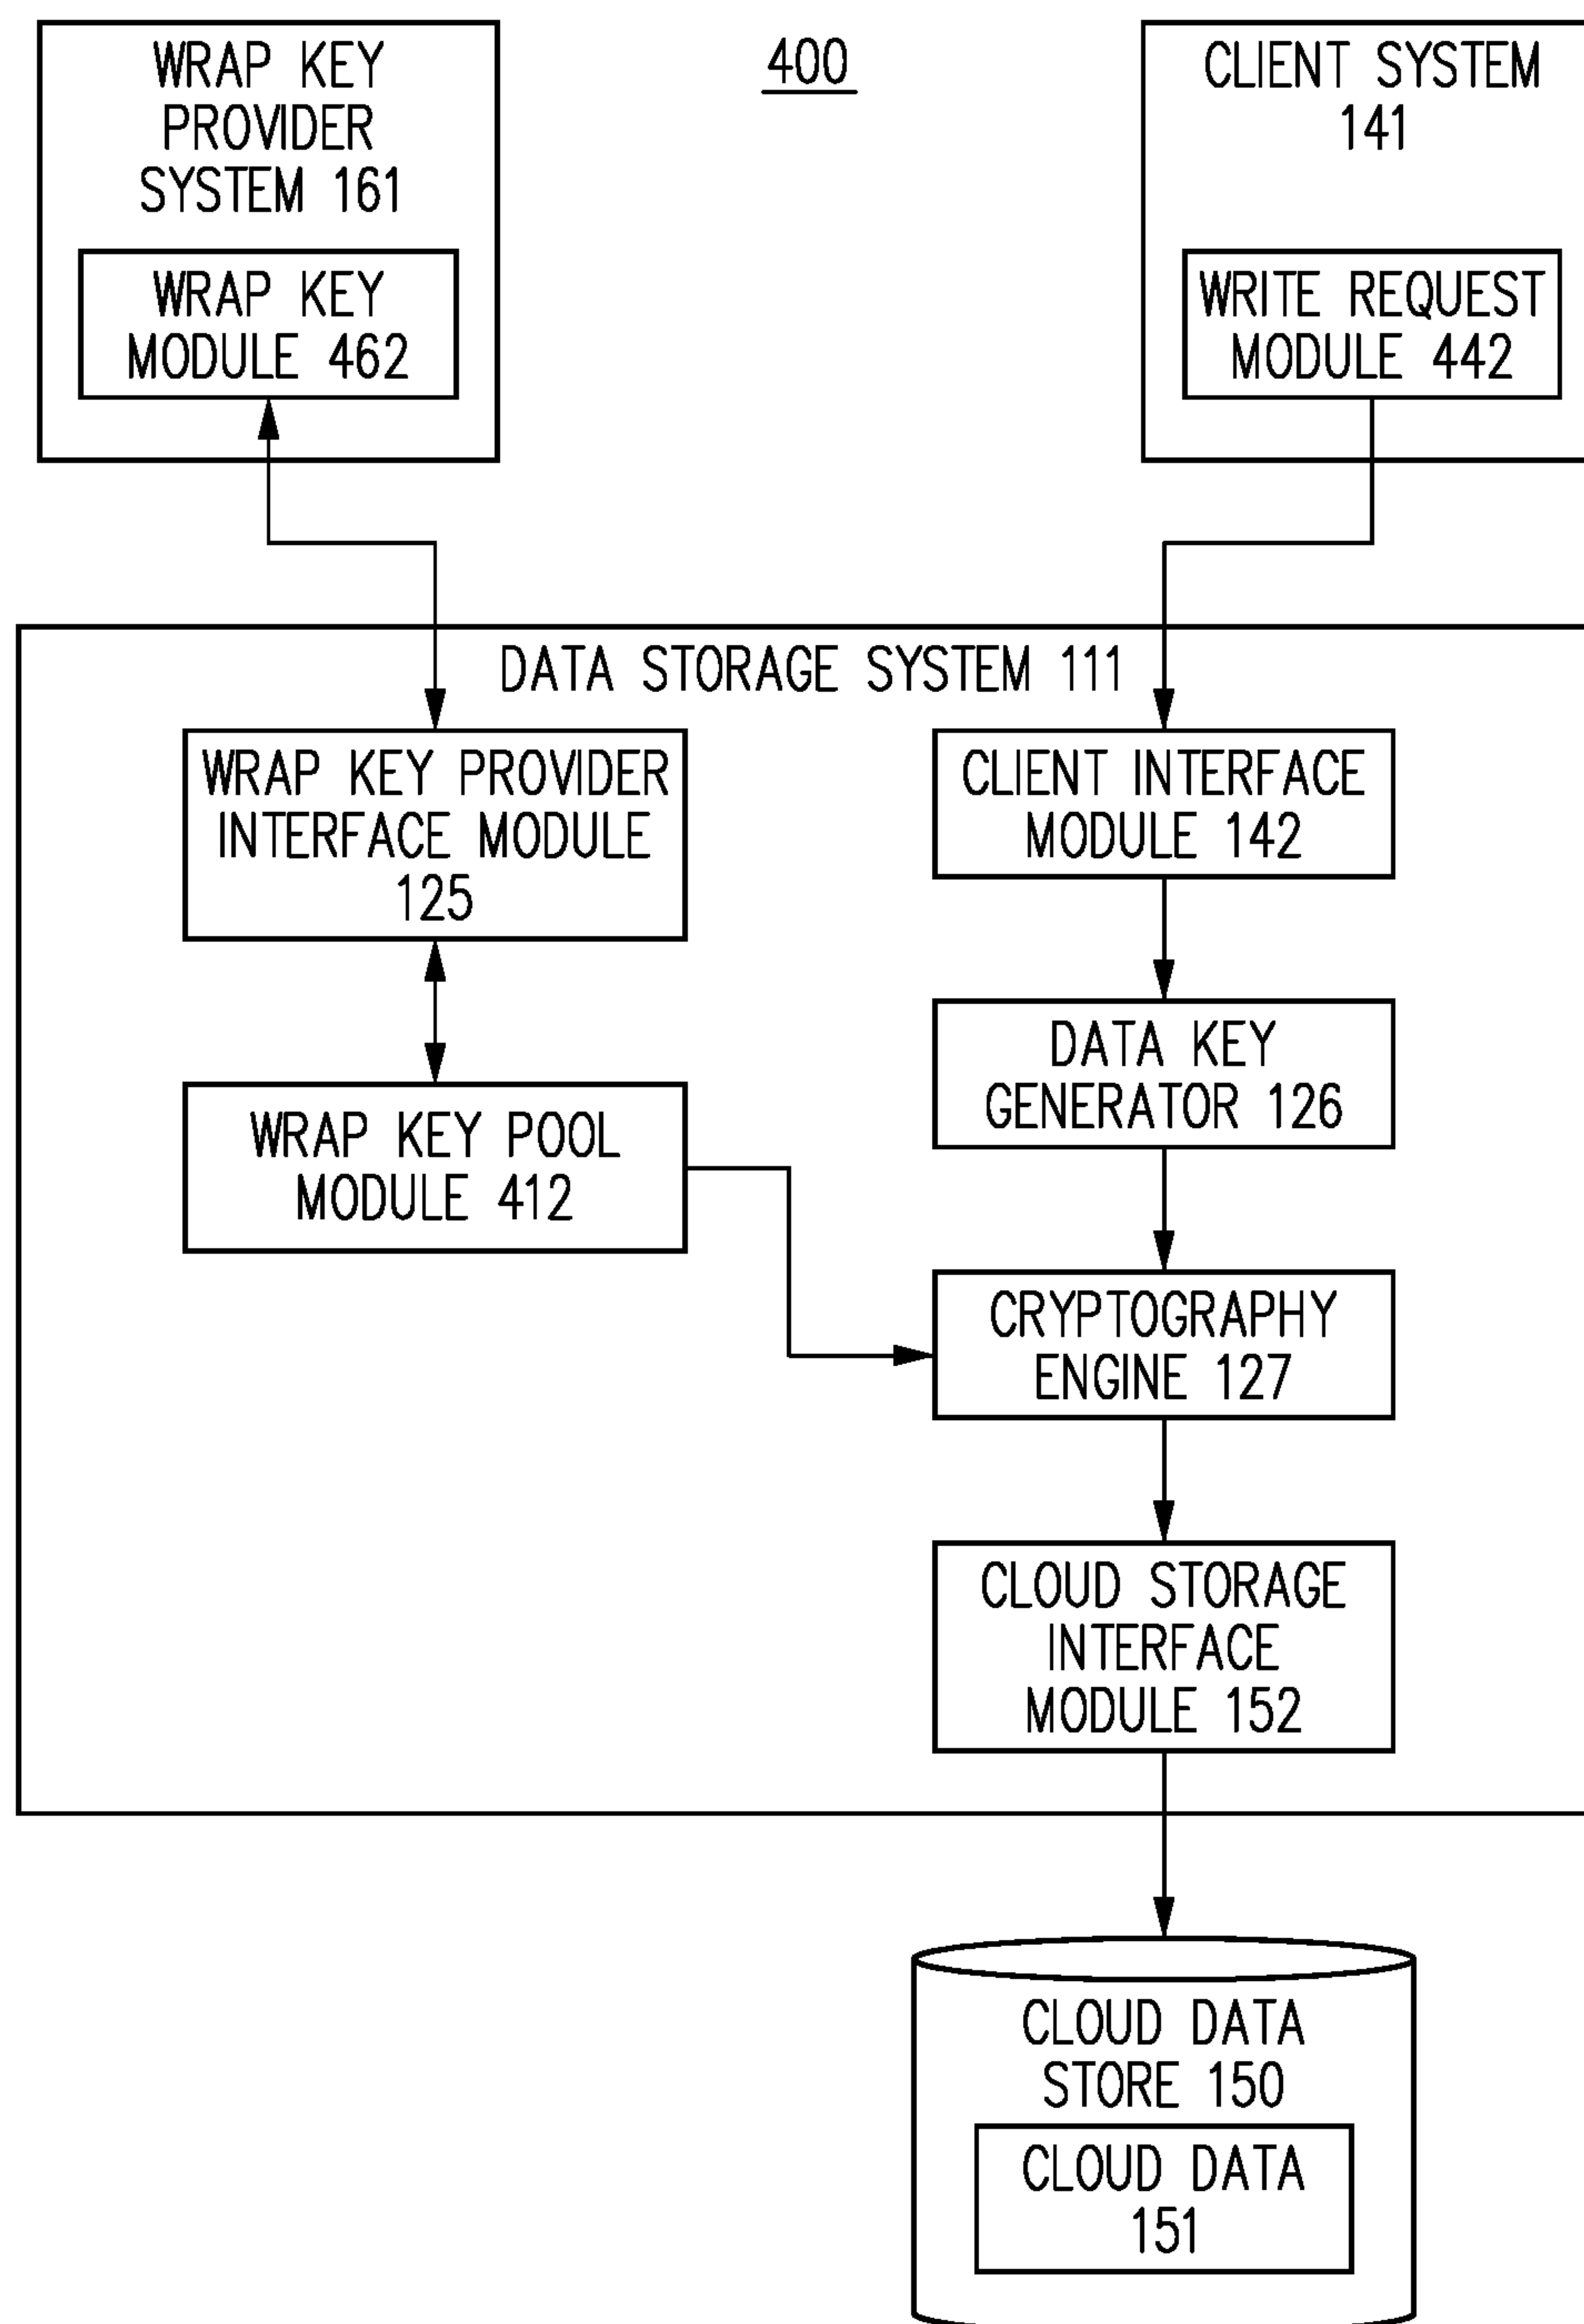 WRAP KEY
PROVIDER
SYSTEM 161
WRAP KEY
MODULE 462
400
CLIENT SYSTEM
141
WRITE REQUEST
MODULE 442
DATA STORAGE SYSTEM 111
WRAP KEY PROVIDER
INTERFACE MODULE
125
CLIENT INTERFACE
MODULE 142
DATA KEY
GENERATOR 126
WRAP KEY POOL
MODULE 412
CRYPTOGRAPHY
ENGINE 127
CLOUD STORAGE
INTERFACE
MODULE 152
CLOUD DATA
STORE 150
CLOUD DATA
151